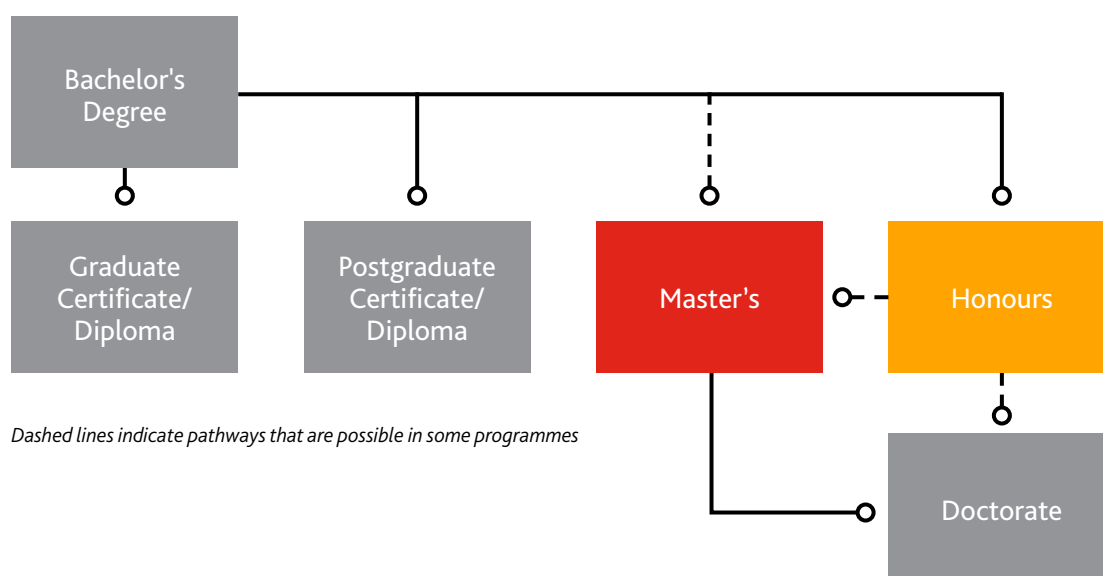 Bachelor's
Degree
Graduate
Certificate/
Diploma
Postgraduate
Certificate/
Diploma
Master’s
Honours
Dashed lines indicate pathways that are possible in some programmes
Doctorate